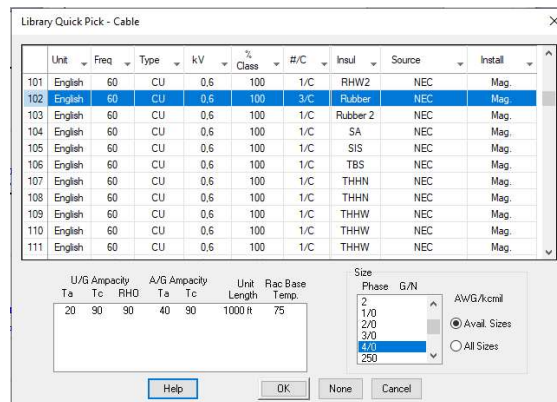 Library Quick Pick - Cable
Unit Freq Type kV % Class #/C Insul Source Install
101 English 60 CU 0,6 100 1/C RHW2 NEC Mag.
102 English 60 CU 0,6 100 3/C Rubber NEC Mag.
103 English 60 CU 0,6 100 1/C Rubber 2 NEC Mag.
104 English 60 CU 0,6 100 1/C SA NEC Mag.
105 English 60 CU 0,6 100 1/C SIS NEC Mag.
106 English 60 CU 0,6 100 1/C TBS NEC Mag.
107 English 60 CU 0,6 100 1/C THHN NEC Mag.
108 English 60 CU 0,6 100 1/C THHN NEC Mag.
109 English 60 CU 0,6 100 1/C THHW NEC Mag.
110 English 60 CU 0,6 100 1/C THHW NEC Mag.
111 English 60 CU 0,6 100 1/C THHW NEC Mag.
U/G Ampacity A/G Ampacity Unit Rac Base
Ta Tc RHO Ta Tc Length Temp.
20 90 90 40 90 1000 ft 75
Size
Phase G/N
2
1/0
2/0
3/0
4/0
250
AWG/kcmil
Avail. Sizes
All Sizes
Help OK None Cancel